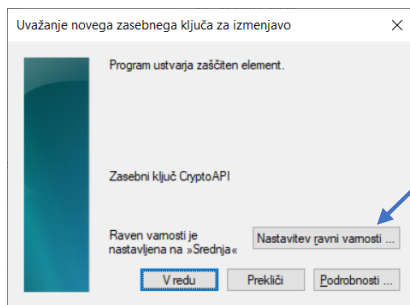 Uvažanje novega zasebnega ključa za izmenjavo
Program ustvarja zaščiten element.
Zasebni ključ CryptoAPI
Raven varnosti je
nastavljena na »Srednja«
Nastavitev ravni varnosti ...
V redu
Prekliči
Podrobnosti ...